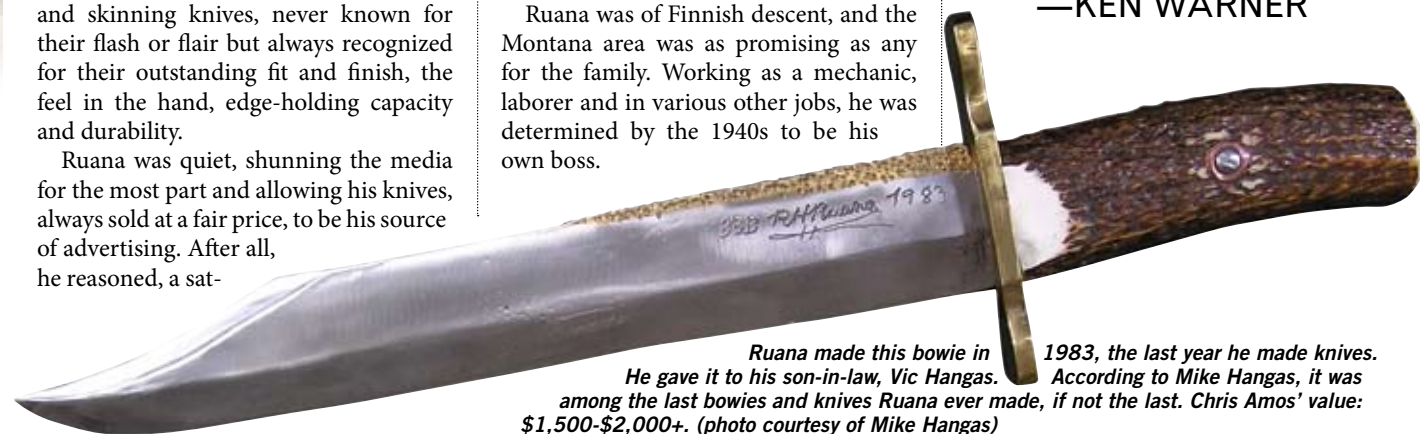 and skinning knives, never known for
their flash or flair but always recognized
for their outstanding fit and finish, the
feel in the hand, edge-holding capacity
and durability.
Ruana was quiet, shunning the media
for the most part and allowing his knives,
always sold at a fair price, to be his source
of advertising. After all,
he reasoned, a sat-
Ruana was of Finnish descent, and the
Montana area was as promising as any
for the family. Working as a mechanic,
laborer and in various other jobs, he was
determined by the 1940s to be his
own boss.
—KEN WARNER
RHRuana 1983
Ruana made this bowie in 1983, the last year he made knives.
He gave it to his son-in-law, Vic Hangas. According to Mike Hangas, it was
among the last bowies and knives Ruana ever made, if not the last. Chris Amos' value:
$1,500-$2,000+. (photo courtesy of Mike Hangas)